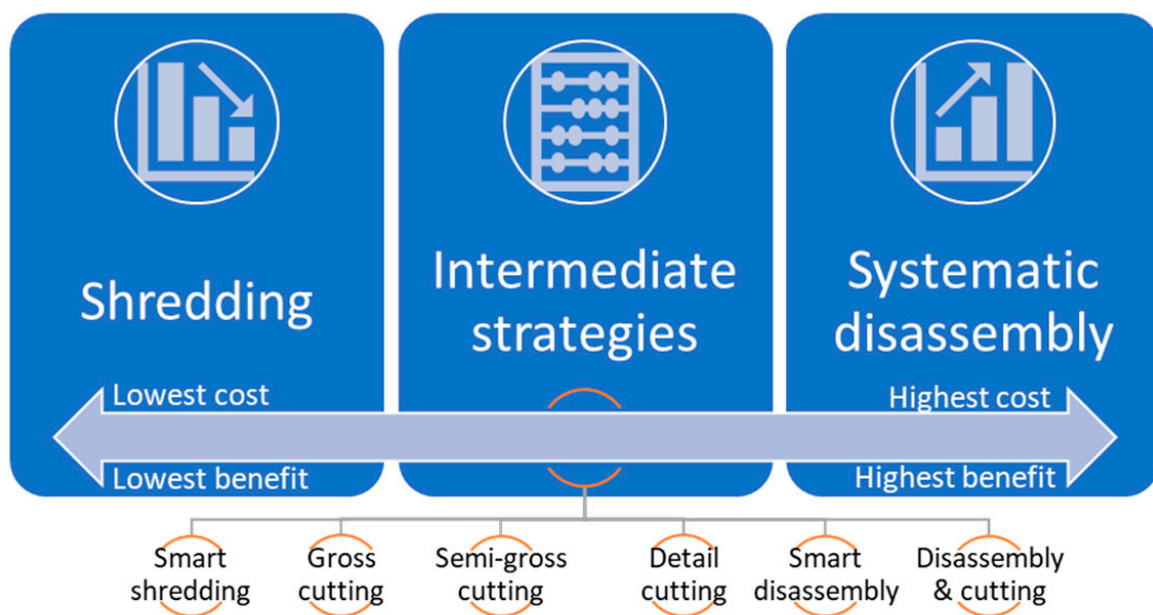 Shredding
Intermediate
strategies
Systematic
disassembly
Lowest cost
Highest cost
Lowest benefit
Highest benefit
Smart
shredding
Gross
cutting
Semi-gross
cutting
Detail
cutting
Smart
disassembly
Disassembly
& cutting